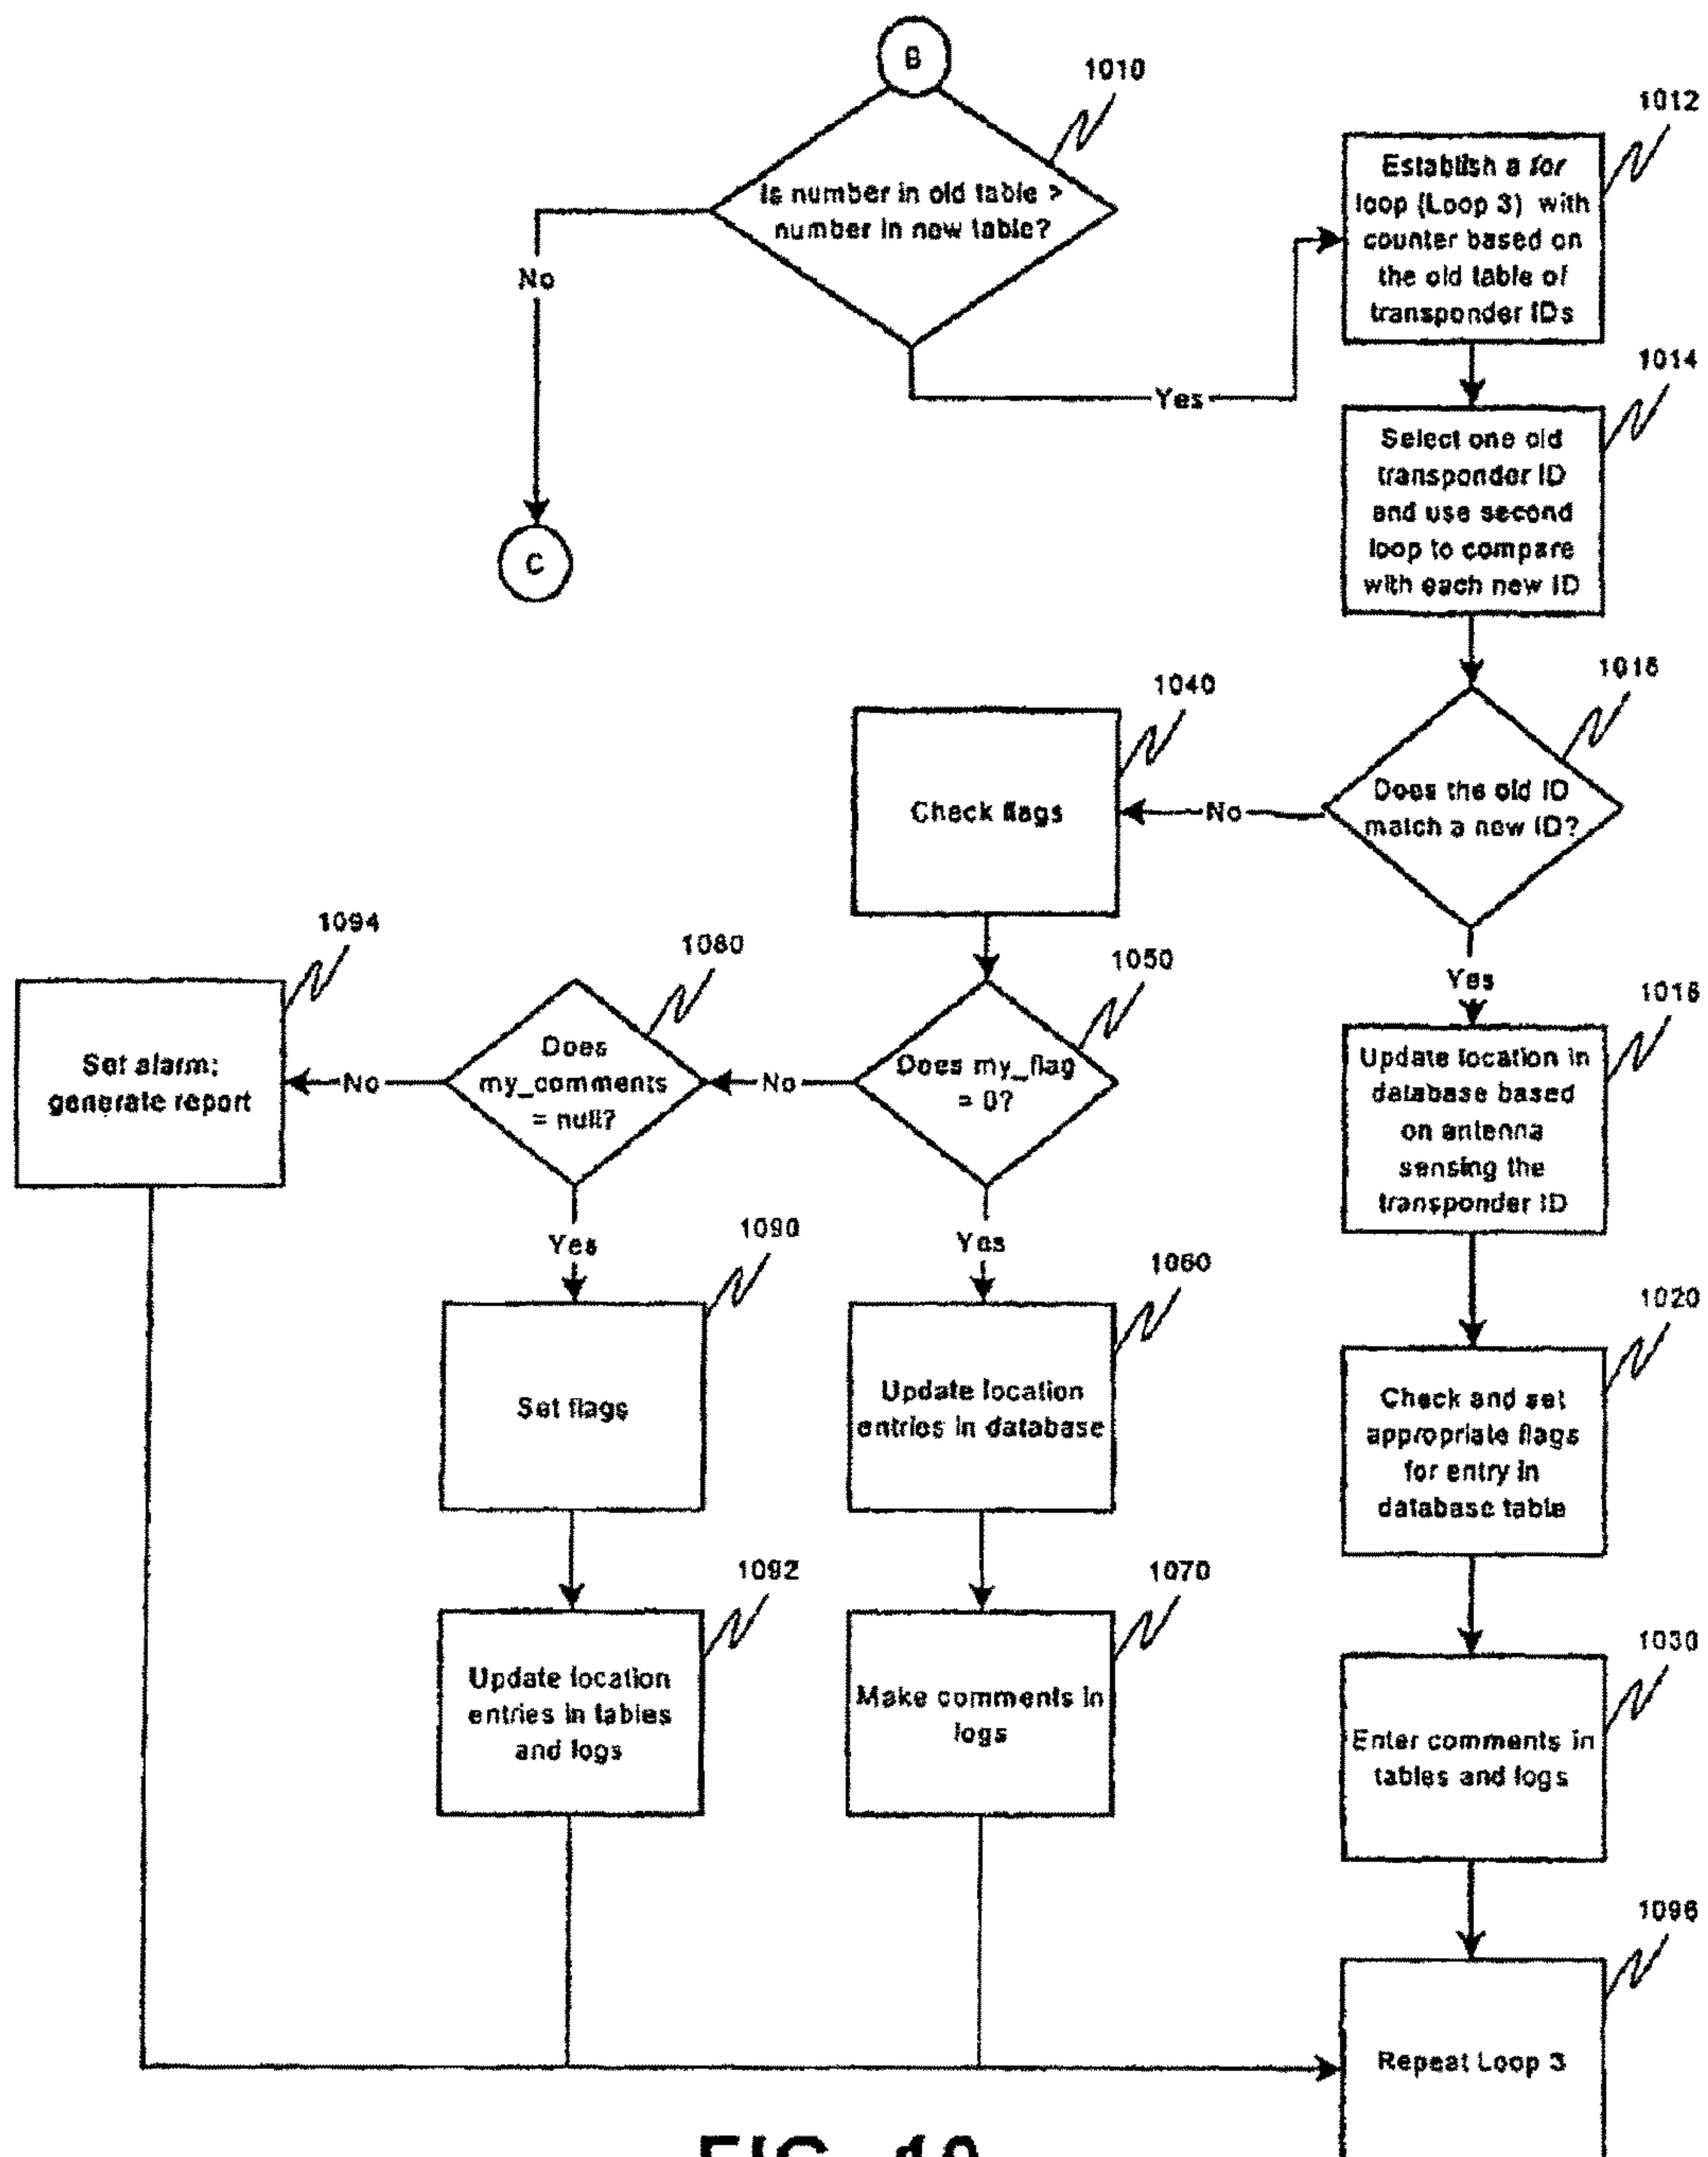 B
1010
Is number in old table >
number in new table?
No
Yes
C
1012
Establish a for
loop (Loop 3) with
counter based on
the old table of
transponder IDs
1014
Select one old
transponder ID
and use second
loop to compare
with each new ID
1016
Does the old ID
match a new ID?
No
Yes
1040
Check flags
1050
Does my_flag
= 0?
No
Yes
1080
Does
my_comments
= null?
No
Yes
1094
Set alarm;
generate report
1018
Update location in
database based
on antenna
sensing the
transponder ID
1090
Set flags
1060
Update location
entries in database
1020
Check and set
appropriate flags
for entry in
database table
1092
Update location
entries in tables
and logs
1070
Make comments in
logs
1030
Enter comments in
tables and logs
1096
Repeat Loop 3
FIG. 10